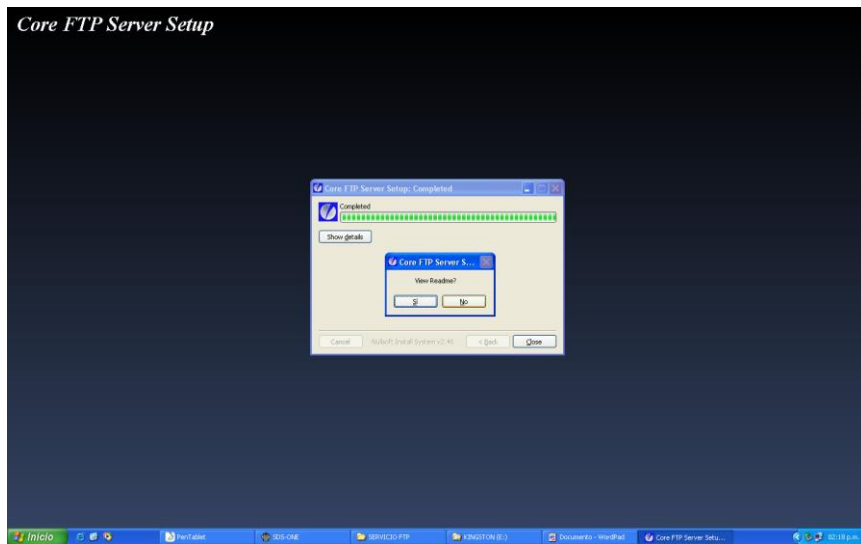 Core FTP Server Setup
Core FTP Server Setup: Completed
Completed
Show details
Core FTP Server S...
View Readme?
Sí
No
Cancel
Nullsoft Install System v2.46
< Back
Close
Inicio
PenTablet
SDS-ONE
SERVICIO FTP
KINGSTON (E:)
Documento - WordPad
Core FTP Server Setu...
02:18 p.m.